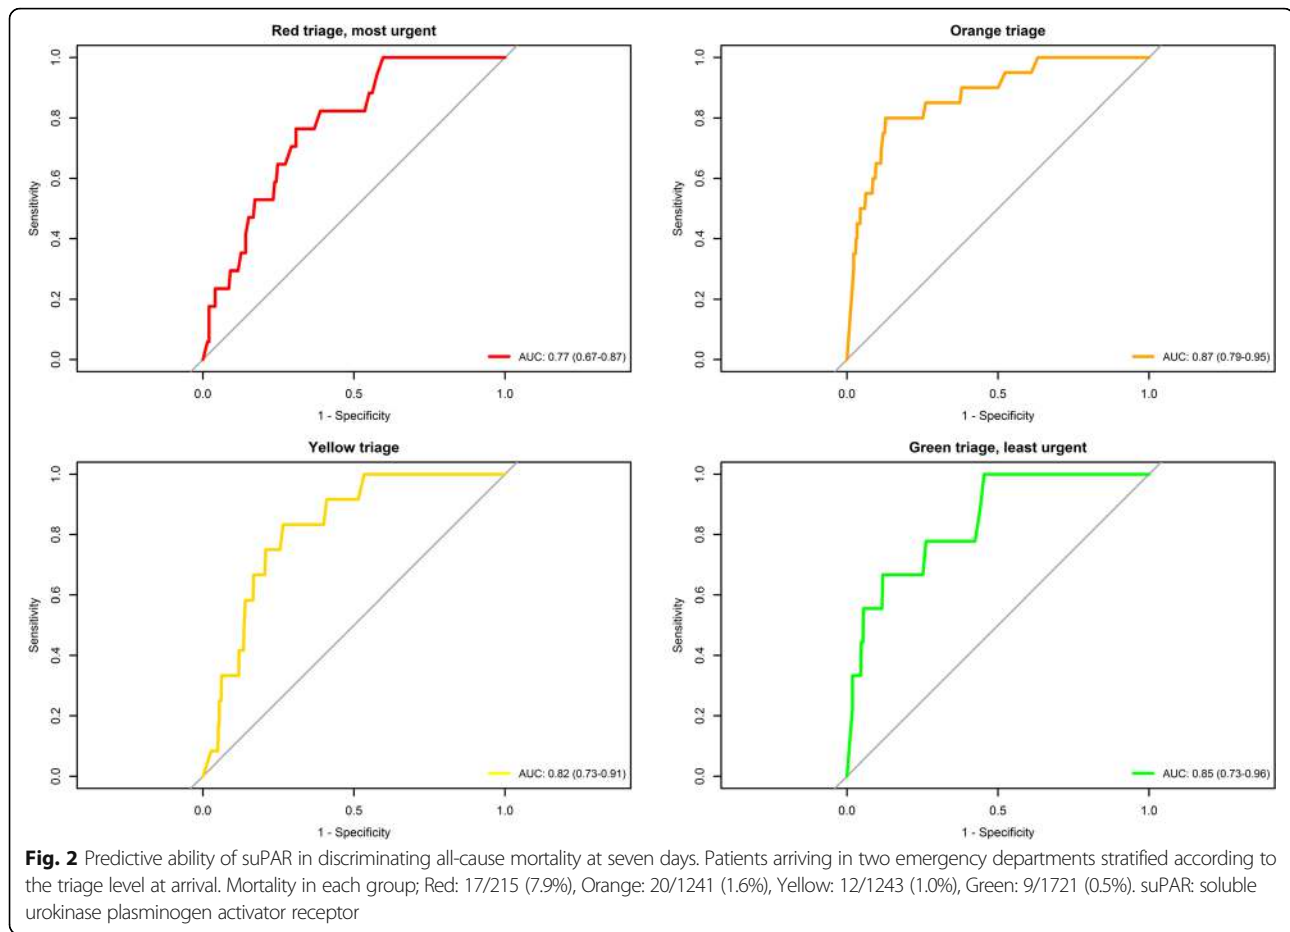 Red triage, most urgent
Sensitivity
1.0
0.8
0.6
0.4
0.2
0.0
AUC: 0.77 (0.67-0.87)
0.0 0.5 1.0
1 - Specificity
Orange triage
Sensitivity
1.0
0.8
0.6
0.4
0.2
0.0
AUC: 0.87 (0.79-0.95)
0.0 0.5 1.0
1 - Specificity
Yellow triage
Sensitivity
1.0
0.8
0.6
0.4
0.2
0.0
AUC: 0.82 (0.73-0.91)
0.0 0.5 1.0
1 - Specificity
Green triage, least urgent
Sensitivity
1.0
0.8
0.6
0.4
0.2
0.0
AUC: 0.85 (0.73-0.96)
0.0 0.5 1.0
1 - Specificity
Fig. 2 Predictive ability of suPAR in discriminating all-cause mortality at seven days. Patients arriving in two emergency departments stratified according to
the triage level at arrival. Mortality in each group; Red: 17/215 (7.9%), Orange: 20/1241 (1.6%), Yellow: 12/1243 (1.0%), Green: 9/1721 (0.5%). suPAR: soluble
urokinase plasminogen activator receptor